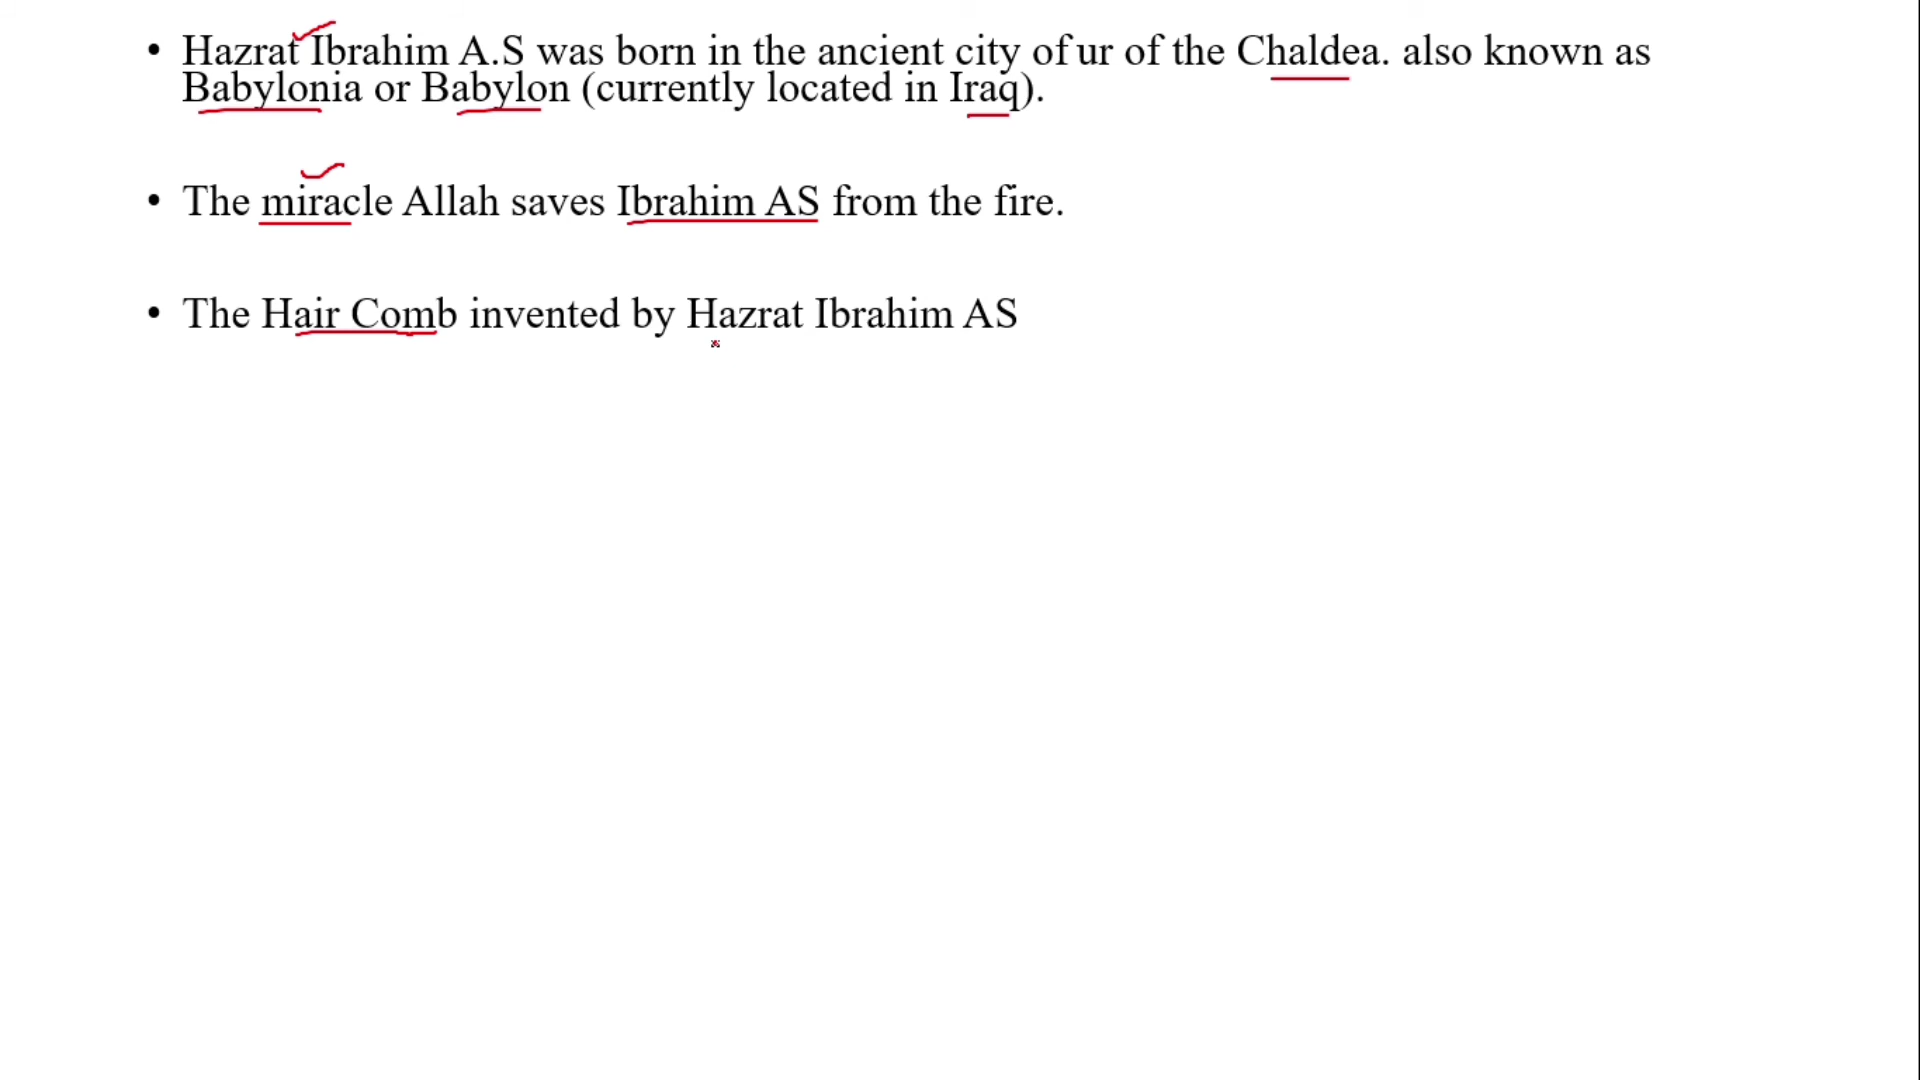 • Hazrat Ibrahim A.S was born in the ancient city of ur of the Chaldea. also known as
Babylonia or Babylon (currently located in Iraq).
• The miracle Allah saves Ibrahim AS from the fire.
• The Hair Comb invented by Hazrat Ibrahim AS